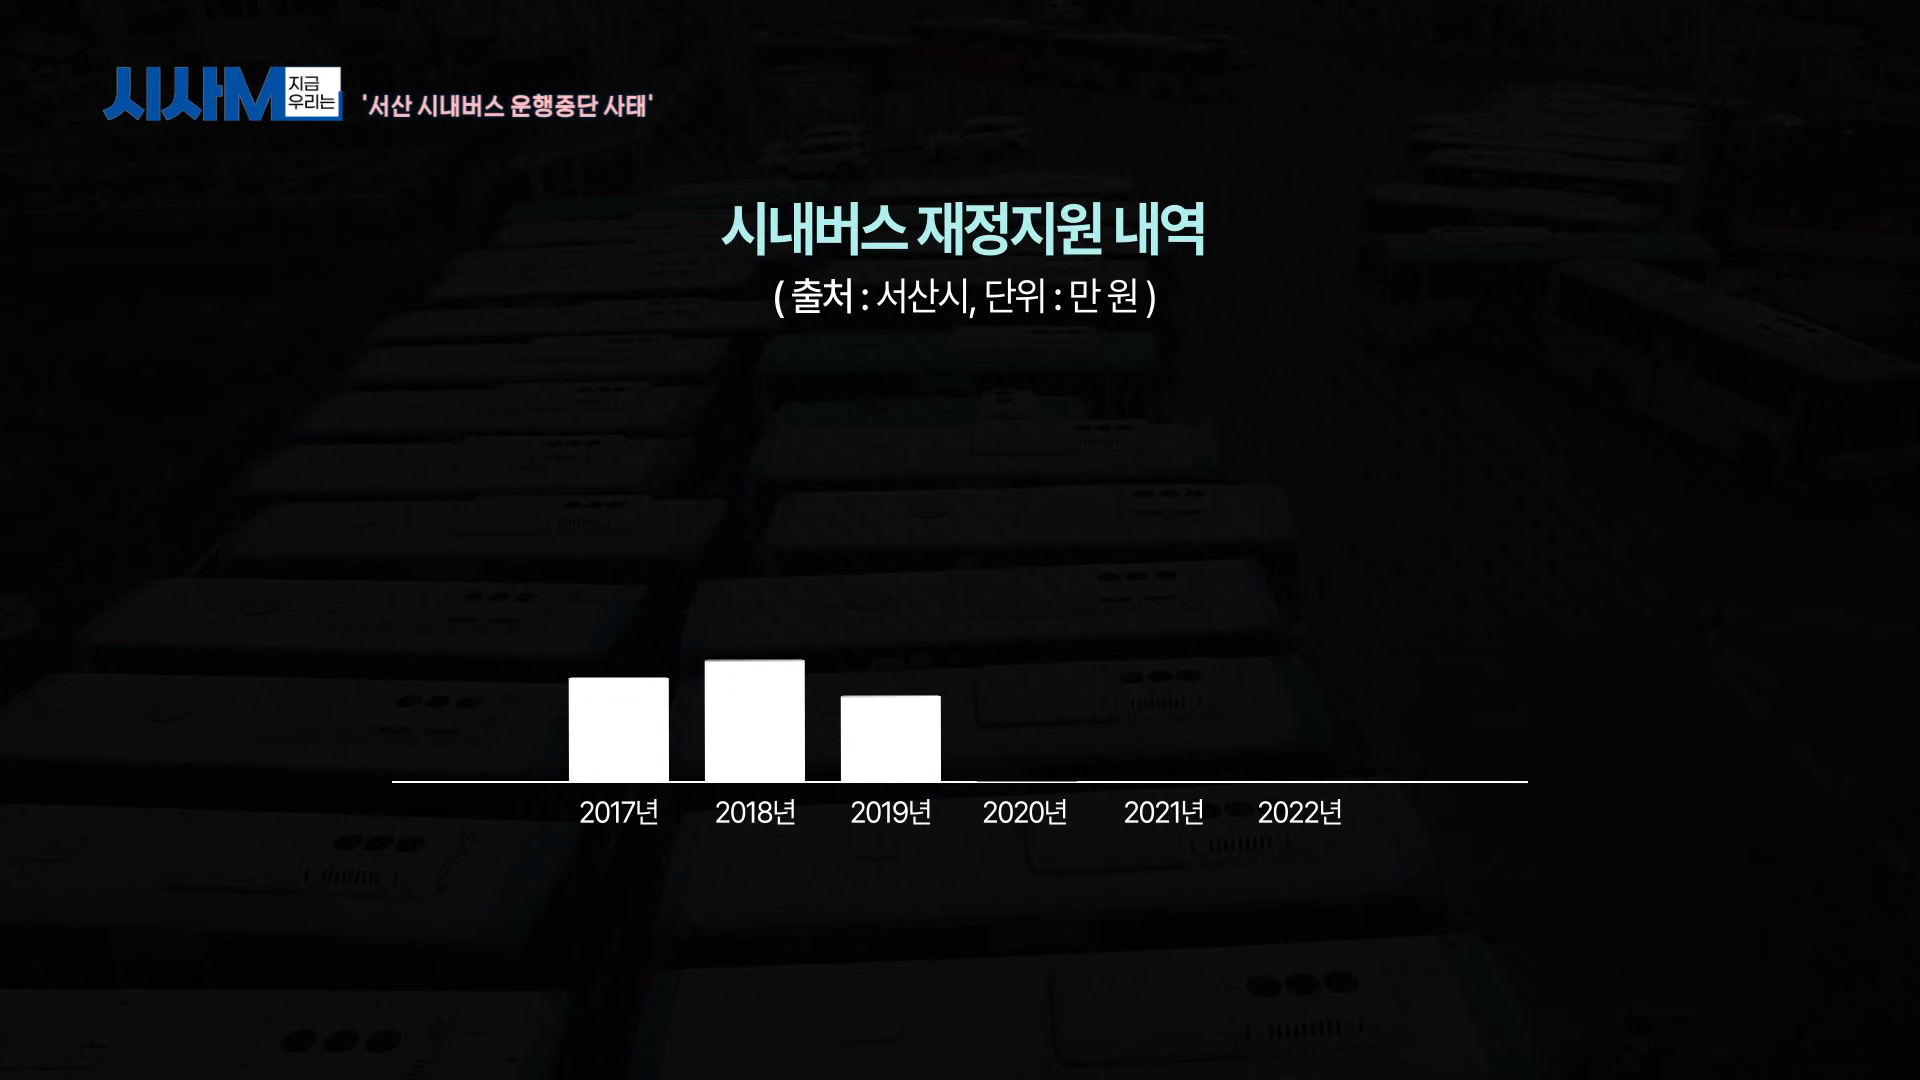 시사M
지금
우리는
'서산 시내버스 운행중단 사태'
시내버스 재정지원 내역
( 출처 : 서산시, 단위 : 만 원 )
2017년 2018년 2019년 2020년 2021년 2022년